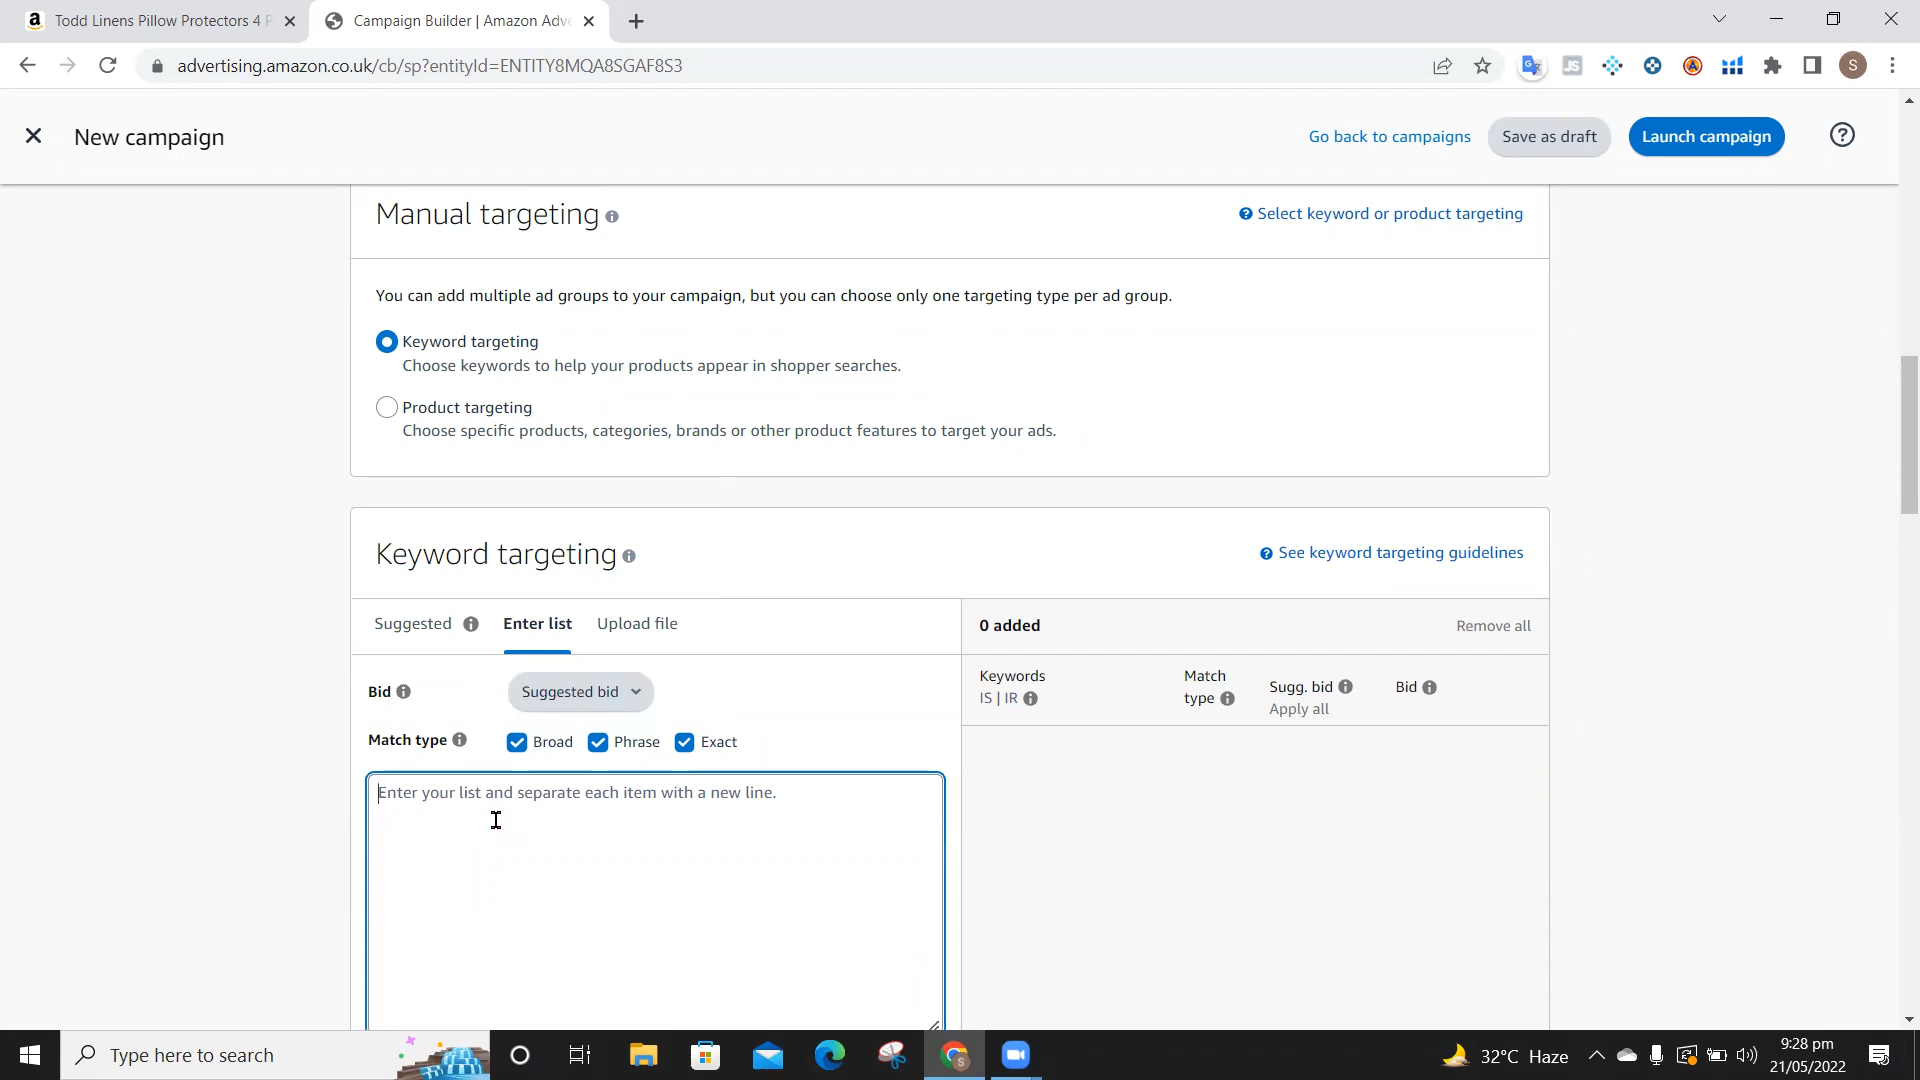 Todd Linens Pillow Protectors 4 P
Campaign Builder | Amazon Adve
advertising.amazon.co.uk/cb/sp?entityId=ENTITY8MQA8SGAF8S3
JS
S
New campaign
Go back to campaigns
Save as draft
Launch campaign
Manual targeting
Select keyword or product targeting
You can add multiple ad groups to your campaign, but you can choose only one targeting type per ad group.
Keyword targeting
Choose keywords to help your products appear in shopper searches.
Product targeting
Choose specific products, categories, brands or other product features to target your ads.
Keyword targeting
See keyword targeting guidelines
Suggested
Enter list
Upload file
0 added
Remove all
Bid
Suggested bid
Keywords
IS | IR
Match
type
Sugg. bid
Apply all
Bid
Match type
Broad
Phrase
Exact
Enter your list and separate each item with a new line.
Type here to search
32°C Haze
9:28 pm
21/05/2022